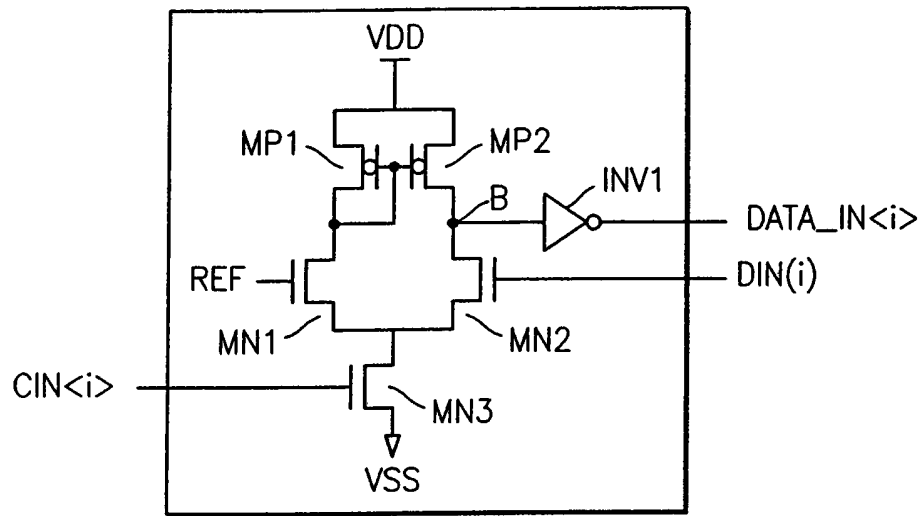 VDD
MP1
MP2
INV1
B
DATA_IN<i>
REF
DIN(i)
MN1
MN2
CIN<i>
MN3
VSS